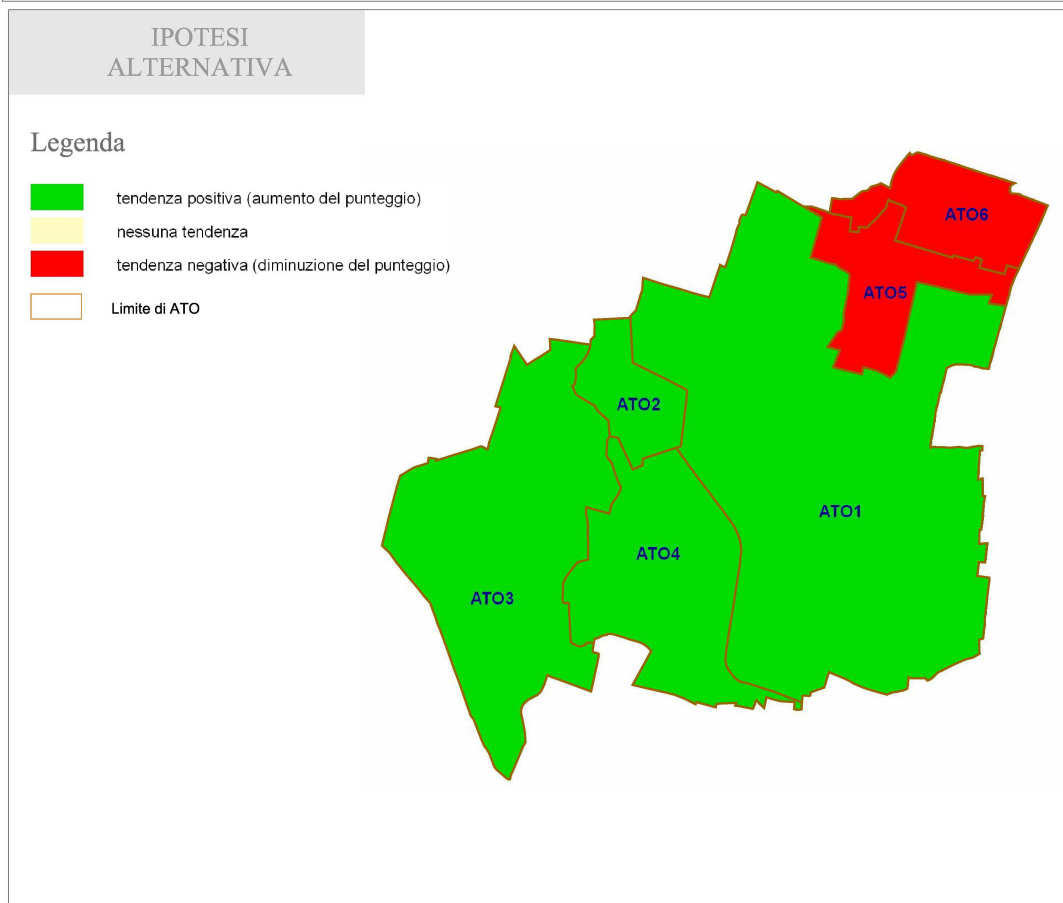 IPOTESI
ALTERNATIVA
Legenda
tendenza positiva (aumento del punteggio)
nessuna tendenza
tendenza negativa (diminuzione del punteggio)
Limite di ATO
ATO6
ATO5
ATO2
ATO1
ATO4
ATO3